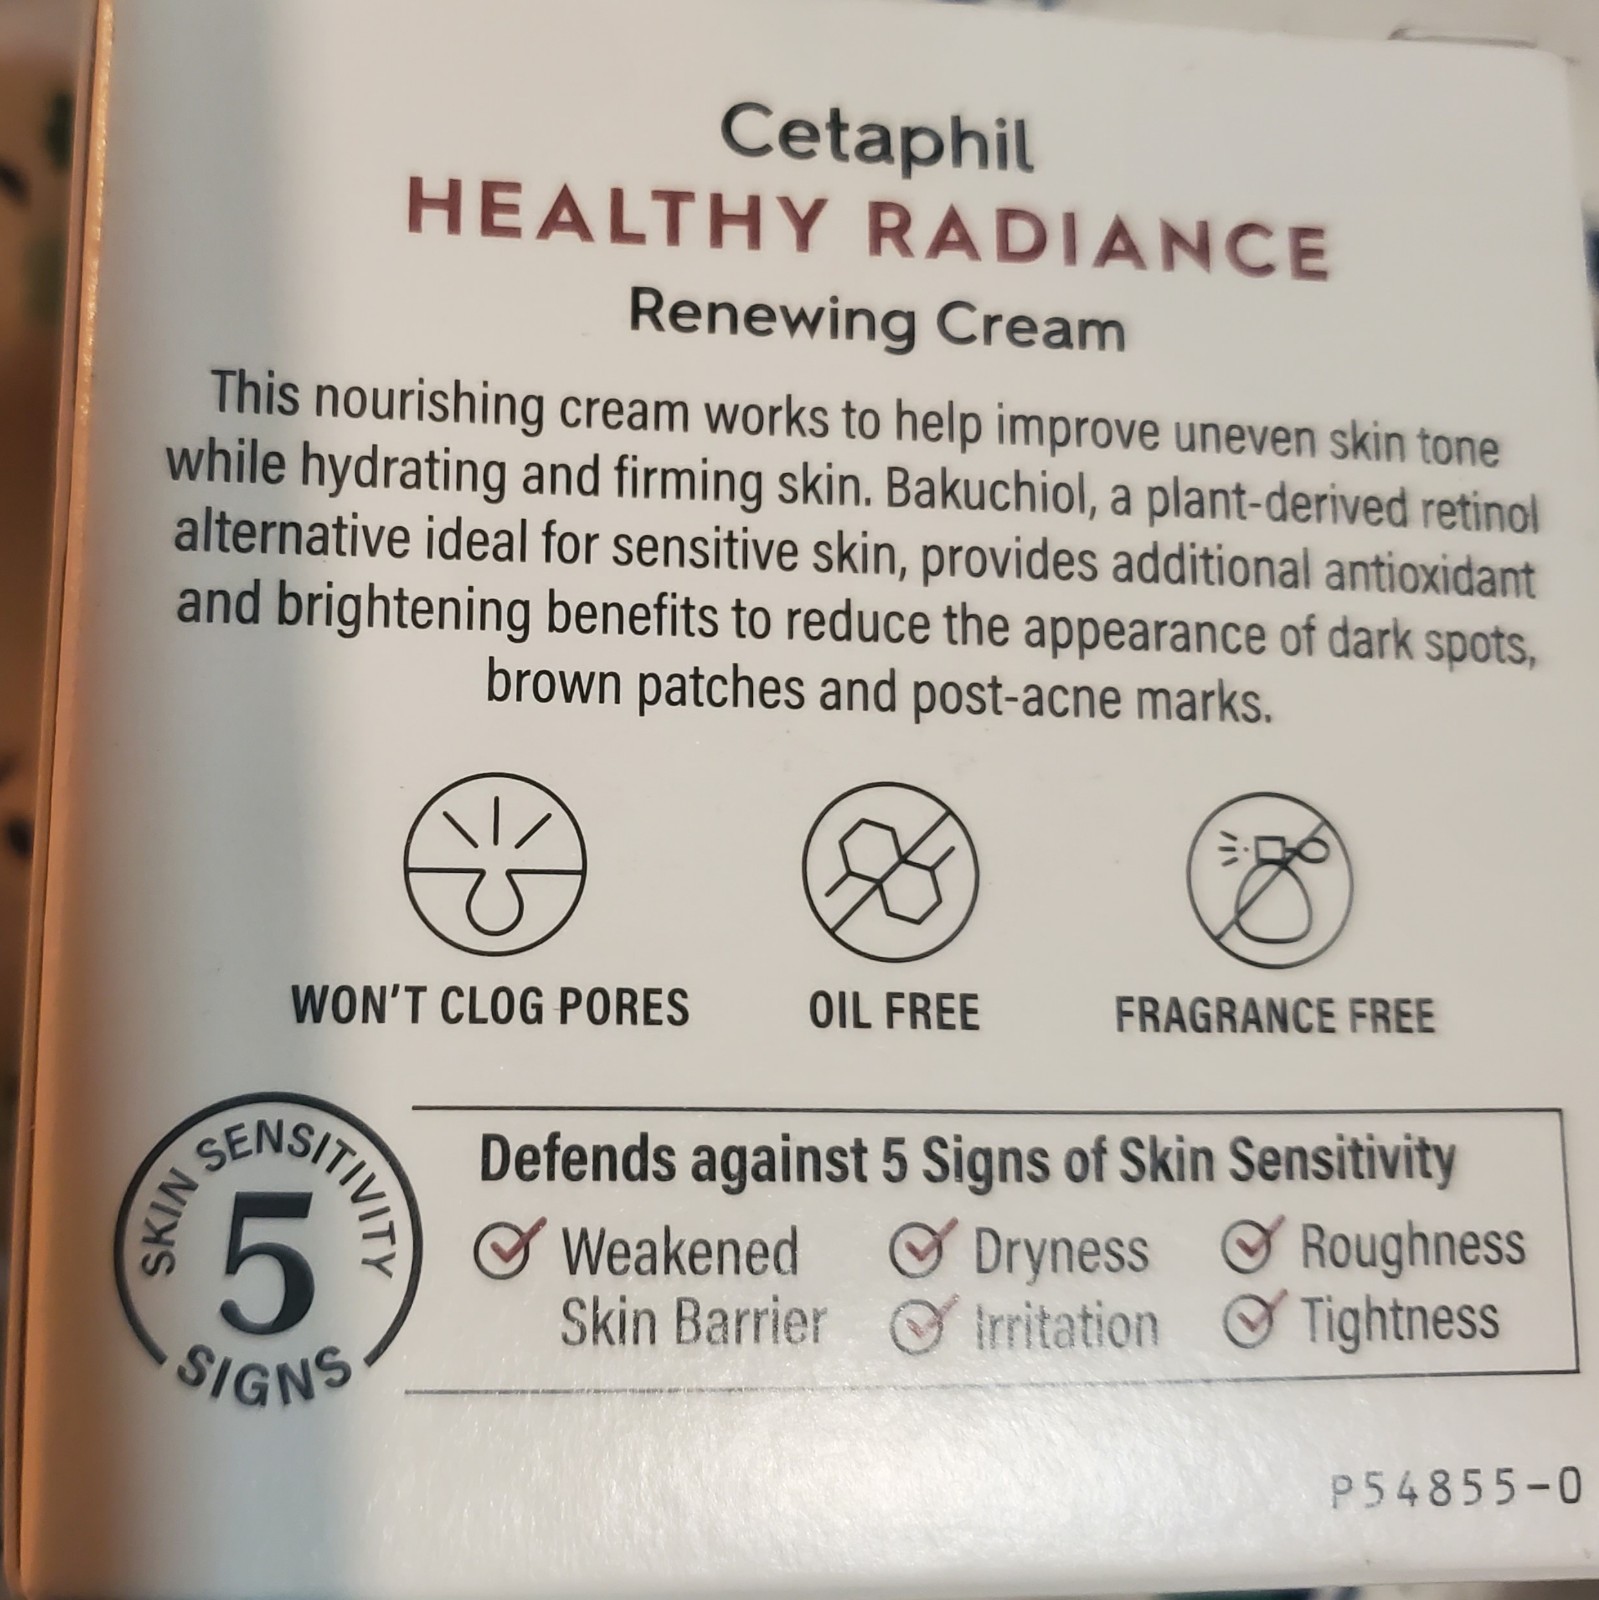 Cetaphil
HEALTHY RADIANCE
Renewing Cream
This nourishing cream works to help improve uneven skin tone
while hydrating and firming skin. Bakuchiol, a plant-derived retinol
alternative ideal for sensitive skin, provides additional antioxidant
and brightening benefits to reduce the appearance of dark spots,
brown patches and post-acne marks.
WON'T CLOG PORES
OIL FREE
FRAGRANCE FREE
SKIN SENSITIVITY
5
SIGNS
Defends against 5 Signs of Skin Sensitivity
Weakened
Skin Barrier
Dryness
Irritation
Roughness
Tightness
P54855-0